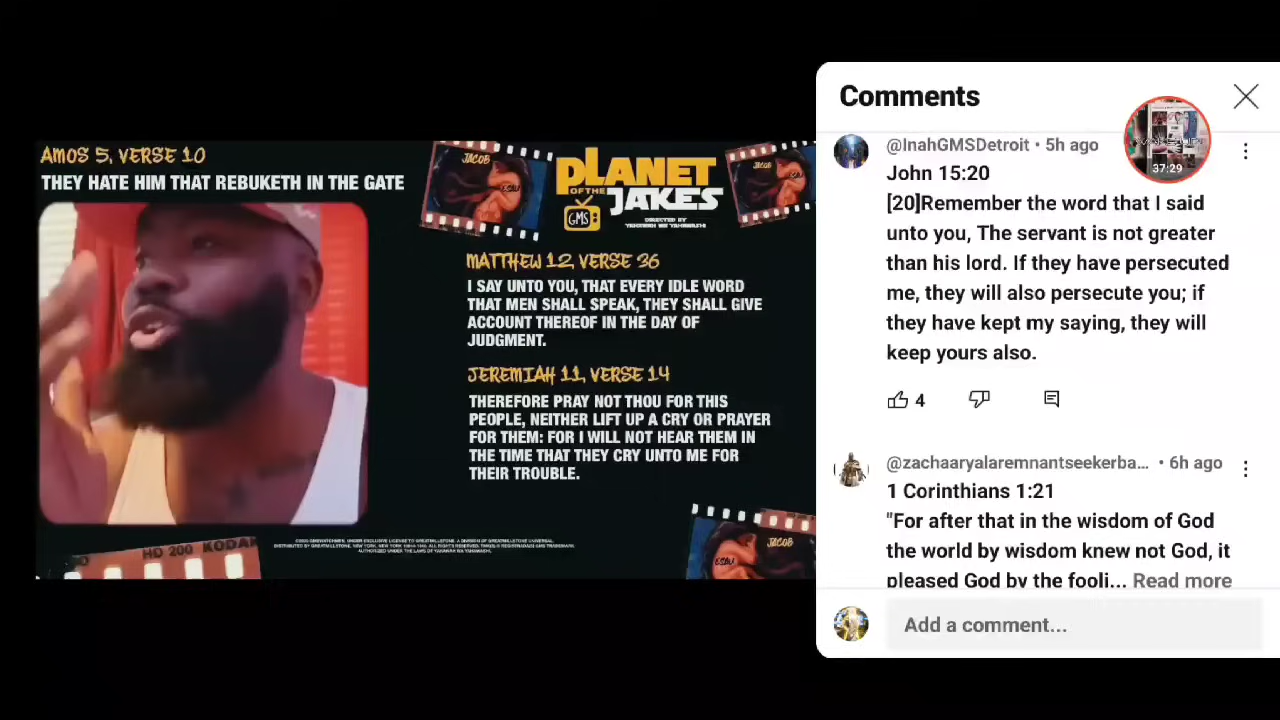 AMOS 5, VERSE 10
THEY HATE HIM THAT REBUKETH IN THE GATE
JACOB
ESAU
PLANET
OF THE
JAKES
GMS
DIRECTED BY
YAHAWAH WA YAHAWASHI
JACOB
ESAU
MATTHEW 12, VERSE 36
I SAY UNTO YOU, THAT EVERY IDLE WORD
THAT MEN SHALL SPEAK, THEY SHALL GIVE
ACCOUNT THEREOF IN THE DAY OF
JUDGMENT.
JEREMIAH 11, VERSE 14
THEREFORE PRAY NOT THOU FOR THIS
PEOPLE, NEITHER LIFT UP A CRY OR PRAYER
FOR THEM: FOR I WILL NOT HEAR THEM IN
THE TIME THAT THEY CRY UNTO ME FOR
THEIR TROUBLE.
HD 200 KODAK
JACOB
ESAU
Comments
37:29
@InahGMSDetroit • 5h ago
John 15:20
[20]Remember the word that I said
unto you, The servant is not greater
than his lord. If they have persecuted
me, they will also persecute you; if
they have kept my saying, they will
keep yours also.
4
@zachaaryalaremnantseekerba... • 6h ago
1 Corinthians 1:21
"For after that in the wisdom of God
the world by wisdom knew not God, it
pleased God by the fooli... Read more
Add a comment...